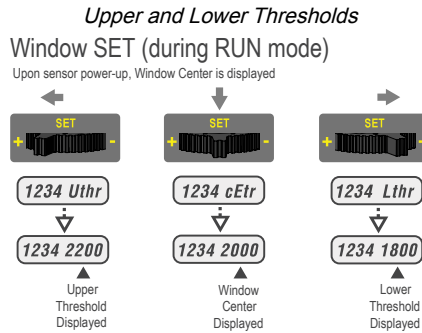 Upper and Lower Thresholds
Window SET (during RUN mode)
Upon sensor power-up, Window Center is displayed
SET
+ -
SET
+ -
SET
+ -
1234 Uthr
1234 cEtr
1234 Lthr
1234 2200
1234 2000
1234 1800
Upper
Threshold
Displayed
Window
Center
Displayed
Lower
Threshold
Displayed